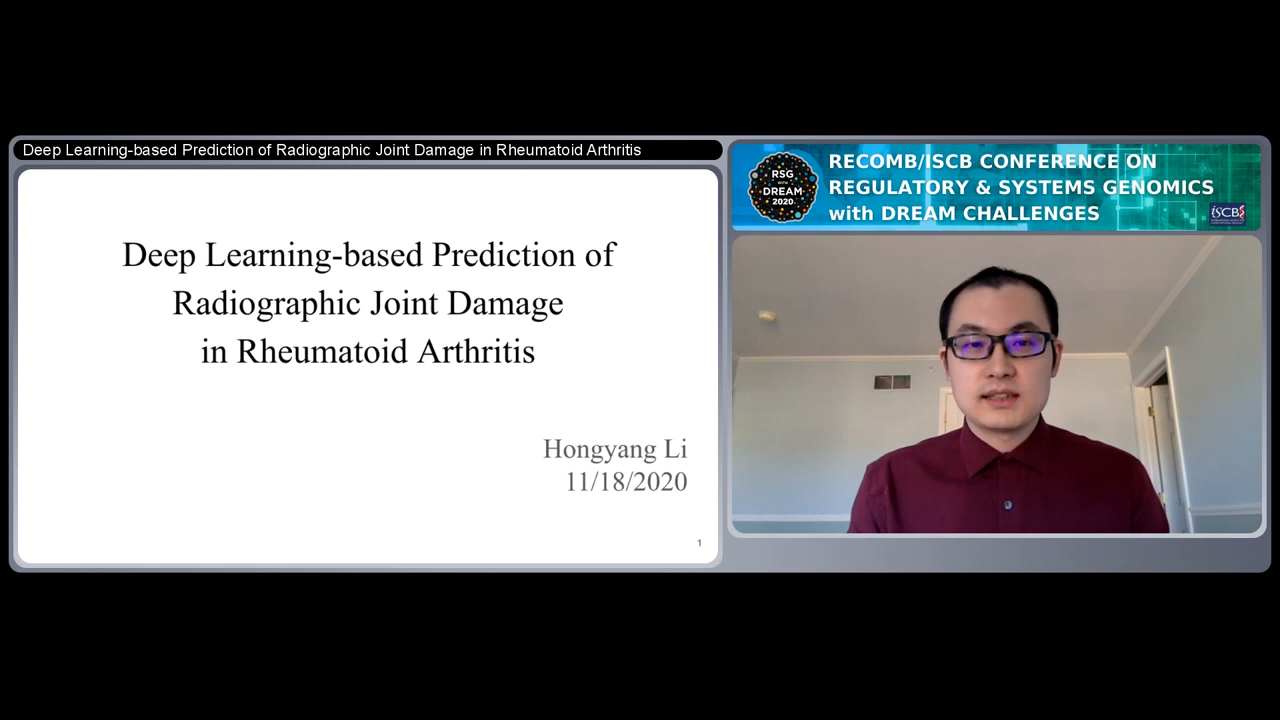 Deep Learning-based Prediction of Radiographic Joint Damage in Rheumatoid Arthritis
Deep Learning-based Prediction of
Radiographic Joint Damage
in Rheumatoid Arthritis
Hongyang Li
11/18/2020
1
RSG
WITH
DREAM
2020
RECOMB/ISCB CONFERENCE ON
REGULATORY & SYSTEMS GENOMICS
with DREAM CHALLENGES
ISCB